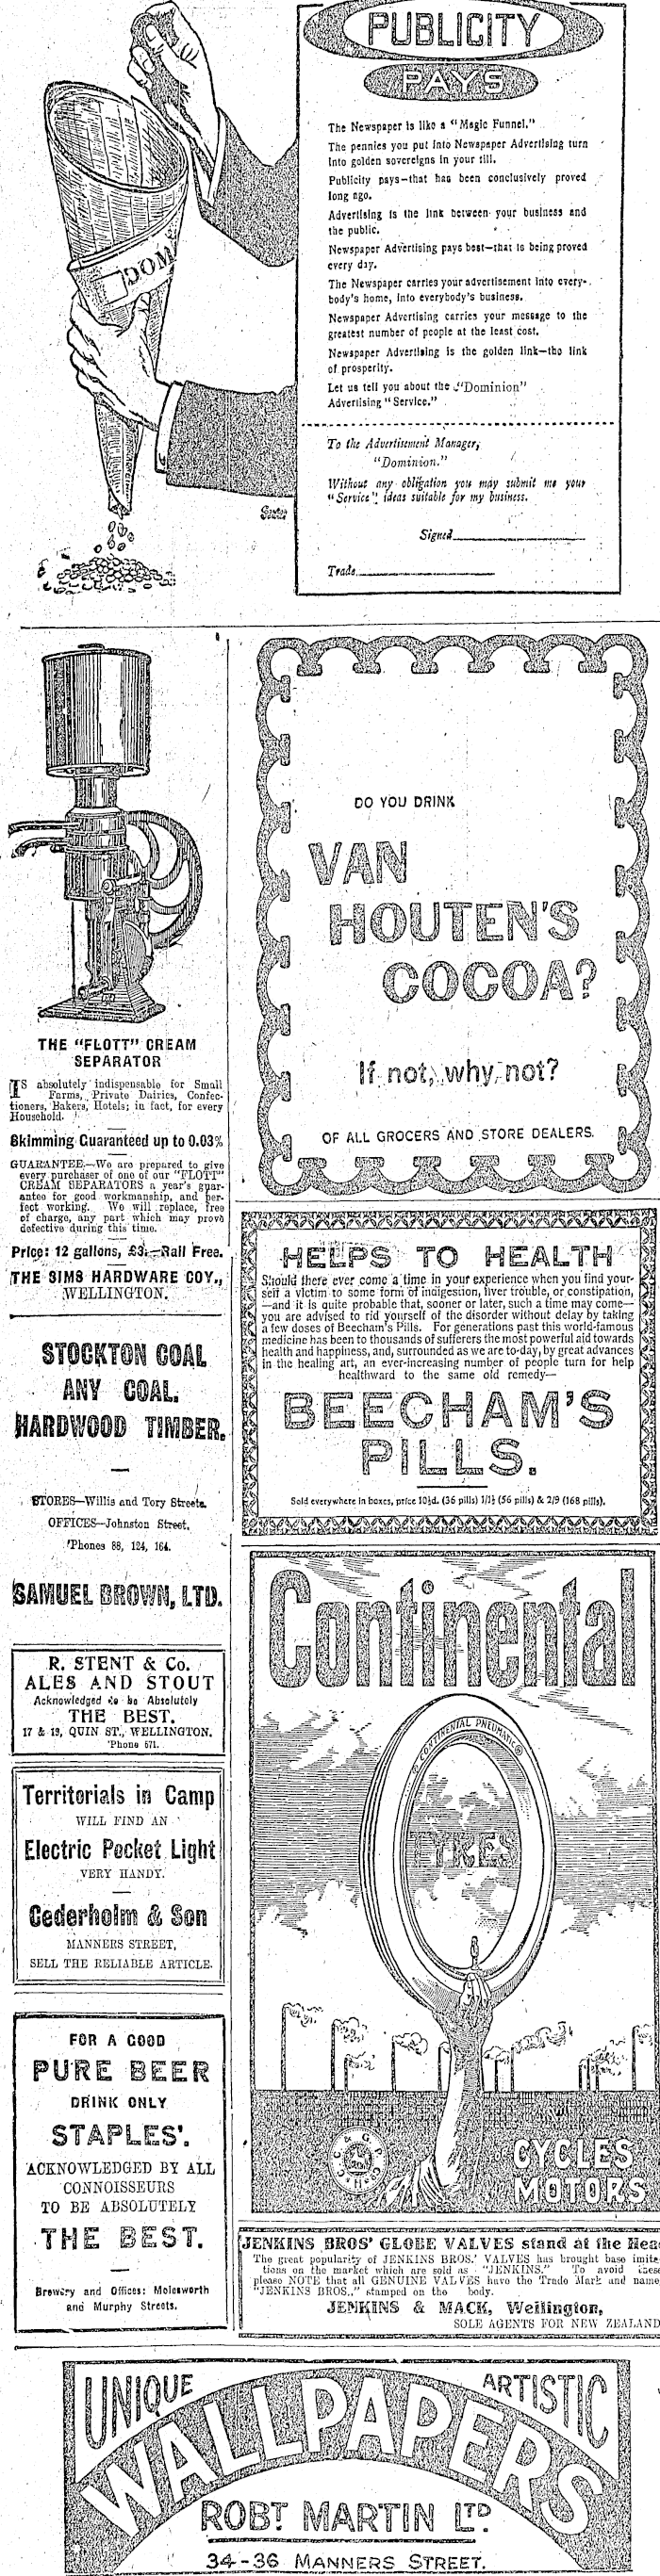 PUBLICITY
PAYS
The Newspaper is like a "Magic Funnel."
The pennies you put into Newspaper Advertising turn
into golden sovereigns in your till.
Publicity pays—that has been conclusively proved
long ago.
Advertising is the link between your business and
the public.
Newspaper Advertising pays best—that is being proved
every day.
The Newspaper carries your advertisement into every-
body's home, into everybody's business.
Newspaper Advertising carries your message to the
greatest number of people at the least cost.
Newspaper Advertising is the golden link—the link
of prosperity.
Let us tell you about the "Dominion"
Advertising "Service."
To the Advertisement Manager,
"Dominion."
Without any obligation you may submit me your
"Service" ideas suitable for my business.
Signed
Trade
DOM
THE "FLOTT" CREAM
SEPARATOR
IS absolutely indispensable for Small
Farms, Private Dairies, Confec-
tioners, Bakers, Hotels; in fact, for every
Household.
Skimming Guaranteed up to 0.03%
GUARANTEE.—We are prepared to give
every purchaser of one of our "FLOTT"
CREAM SEPARATORS a year's guar-
antee for good workmanship, and per-
fect working. We will replace, free
of charge, any part which may prove
defective during this time.
Price: 12 gallons, £3.—Rail Free.
THE SIMS HARDWARE COY.,
WELLINGTON.
STOCKTON COAL
ANY COAL.
HARDWOOD TIMBER.
STORES—Willis and Tory Streets.
OFFICES—Johnston Street.
'Phones 88, 124, 164.
SAMUEL BROWN, LTD.
R. STENT & Co.
ALES AND STOUT
Acknowledged to be Absolutely
THE BEST.
17 & 19, QUIN ST., WELLINGTON.
'Phone 571.
Territorials in Camp
WILL FIND AN
Electric Pocket Light
VERY HANDY.
Cederholm & Son
MANNERS STREET,
SELL THE RELIABLE ARTICLE.
FOR A GOOD
PURE BEER
DRINK ONLY
STAPLES'.
ACKNOWLEDGED BY ALL
CONNOISSEURS
TO BE ABSOLUTELY
THE BEST.
Brewery and Offices: Molesworth
and Murphy Streets.
DO YOU DRINK
VAN
HOUTEN'S
COCOA?
If not, why not?
OF ALL GROCERS AND STORE DEALERS.
HELPS TO HEALTH
Should there ever come a time in your experience when you find your-
self a victim to some form of indigestion, liver trouble, or constipation,
—and it is quite probable that, sooner or later, such a time may come—
you are advised to rid yourself of the disorder without delay by taking
a few doses of Beecham's Pills. For generations past this world-famous
medicine has been to thousands of sufferers the most powerful aid towards
health and happiness, and, surrounded as we are to-day, by great advances
in the healing art, an ever-increasing number of people turn for help
healthward to the same old remedy—
BEECHAM'S
PILLS.
Sold everywhere in boxes, price 10½d. (36 pills) 1/1½ (56 pills) & 2/9 (168 pills).
Continental
CONTINENTAL PNEUMATIC
TYRES
CYCLES
MOTORS
JENKINS BROS' GLOBE VALVES stand at the Hea
The great popularity of JENKINS BROS.' VALVES has brought base imita
tions on the market which are sold as "JENKINS." To avoid these
please NOTE that all GENUINE VALVES have the Trade Mark and name
"JENKINS BROS.," stamped on the body.
JENKINS & MACK, Wellington,
SOLE AGENTS FOR NEW ZEALAND
UNIQUE ARTISTIC
WALLPAPERS
ROBT MARTIN LTD.
34-36 MANNERS STREET.